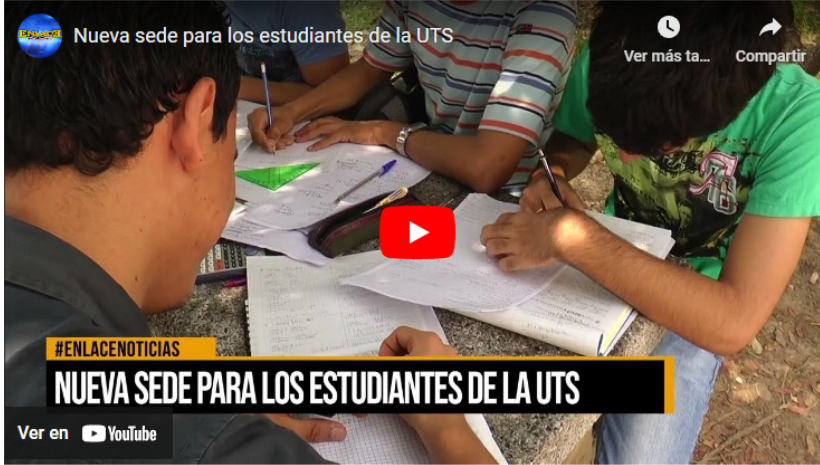 ENLACE
Nueva sede para los estudiantes de la UTS
Ver más ta...
Compartir
#ENLACENOTICIAS
NUEVA SEDE PARA LOS ESTUDIANTES DE LA UTS
Ver en YouTube